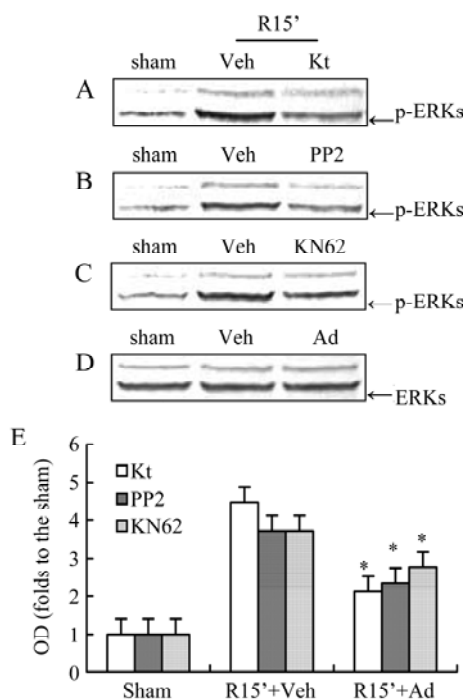 R15'
sham Veh Kt
A
p-ERKs
sham Veh PP2
B
p-ERKs
sham Veh KN62
C
p-ERKs
sham Veh Ad
D
ERKs
E
OD (folds to the sham)
6
5
4
3
2
1
0
Kt
PP2
KN62
* * *
Sham R15'+Veh R15'+Ad